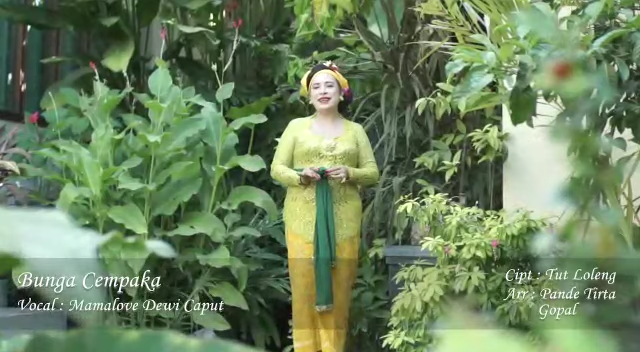 Bunga Cempaka
Vocal : Mamalove Dewi Caput
Cipt : Tut Loleng
Arr : Pande Tirta
Gopal